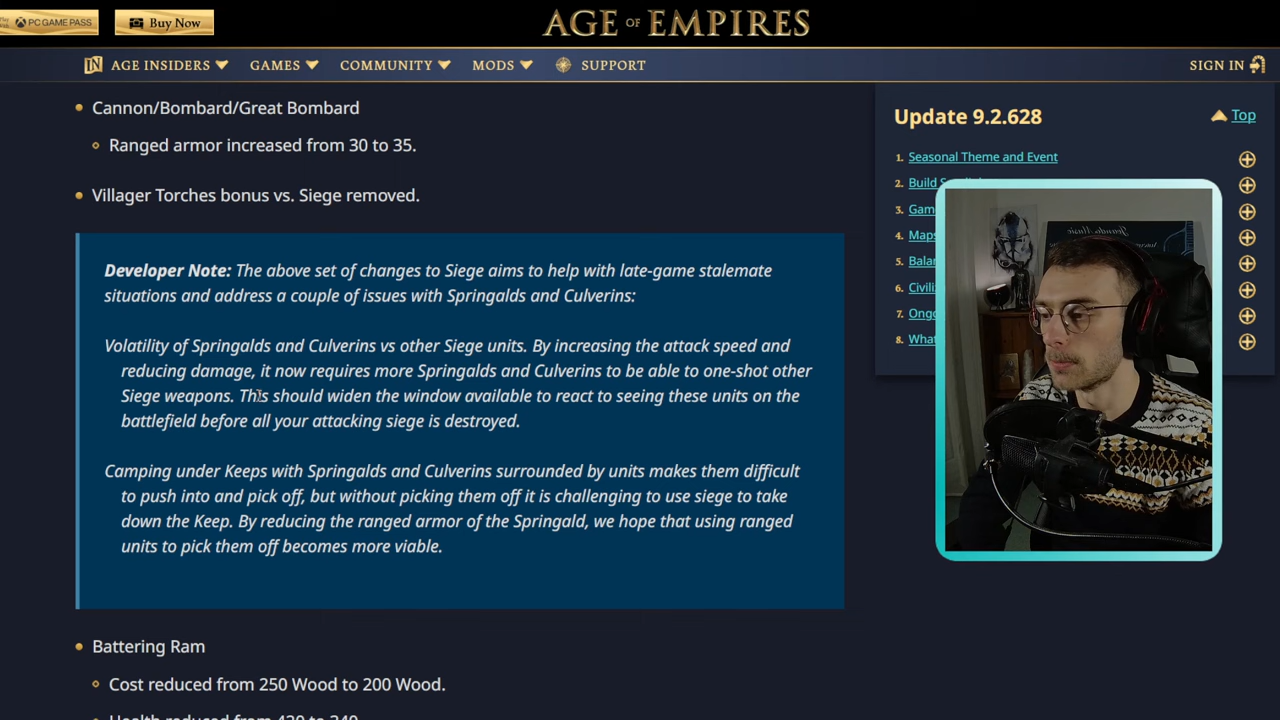 PC GAME PASS
Buy Now
AGE OF EMPIRES
AGE INSIDERS
GAMES
COMMUNITY
MODS
SUPPORT
SIGN IN
Cannon/Bombard/Great Bombard
Ranged armor increased from 30 to 35.
Villager Torches bonus vs. Siege removed.
Developer Note: The above set of changes to Siege aims to help with late-game stalemate
situations and address a couple of issues with Springalds and Culverins:
Volatility of Springalds and Culverins vs other Siege units. By increasing the attack speed and
reducing damage, it now requires more Springalds and Culverins to be able to one-shot other
Siege weapons. This should widen the window available to react to seeing these units on the
battlefield before all your attacking siege is destroyed.
Camping under Keeps with Springalds and Culverins surrounded by units makes them difficult
to push into and pick off, but without picking them off it is challenging to use siege to take
down the Keep. By reducing the ranged armor of the Springald, we hope that using ranged
units to pick them off becomes more viable.
Battering Ram
Cost reduced from 250 Wood to 200 Wood.
Update 9.2.628
Top
1. Seasonal Theme and Event
2. Build
3. Gam
4. Maps
5. Balan
6. Civiliz
7. Ongo
8. What